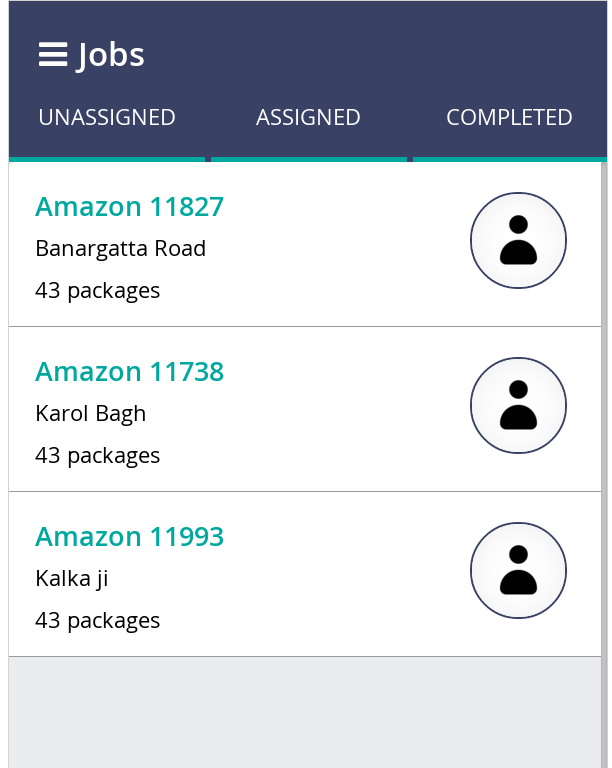 Jobs
UNASSIGNED ASSIGNED COMPLETED
Amazon 11827
Banargatta Road
43 packages
Amazon 11738
Karol Bagh
43 packages
Amazon 11993
Kalka ji
43 packages